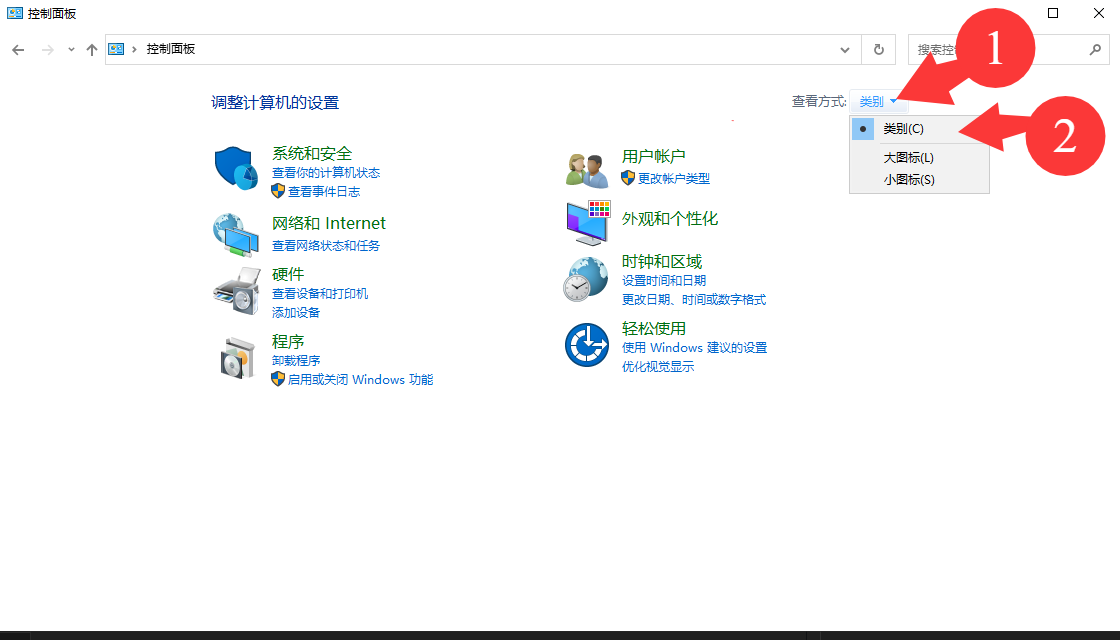 控制面板
控制面板
搜索控
1
调整计算机的设置
查看方式:
类别
类别(C)
2
大图标(L)
小图标(S)
系统和安全
查看你的计算机状态
查看事件日志
网络和 Internet
查看网络状态和任务
硬件
查看设备和打印机
添加设备
程序
卸载程序
启用或关闭 Windows 功能
用户帐户
更改帐户类型
外观和个性化
时钟和区域
设置时间和日期
更改日期、时间或数字格式
轻松使用
使用 Windows 建议的设置
优化视觉显示